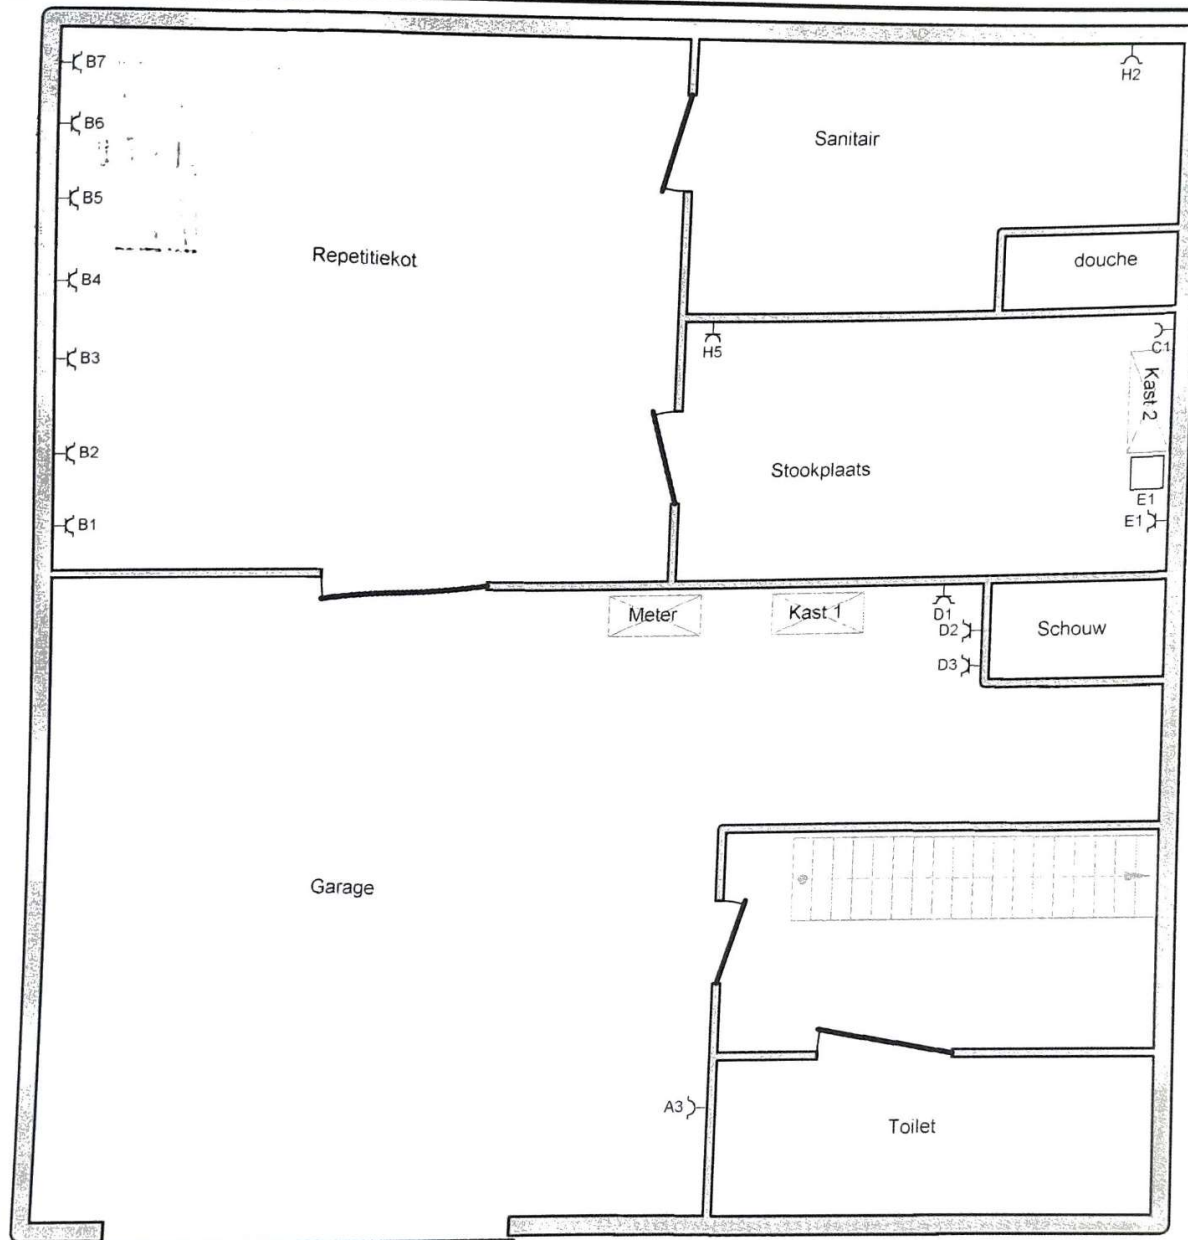 B7
H2
B6
Sanitair
B5
Repetitiekot
douche
B4
H5
C1
B3
Kast 2
B2
Stookplaats
E1
E1
B1
Meter
Kast 1
D1
D2
Schouw
D3
Garage
A3
Toilet